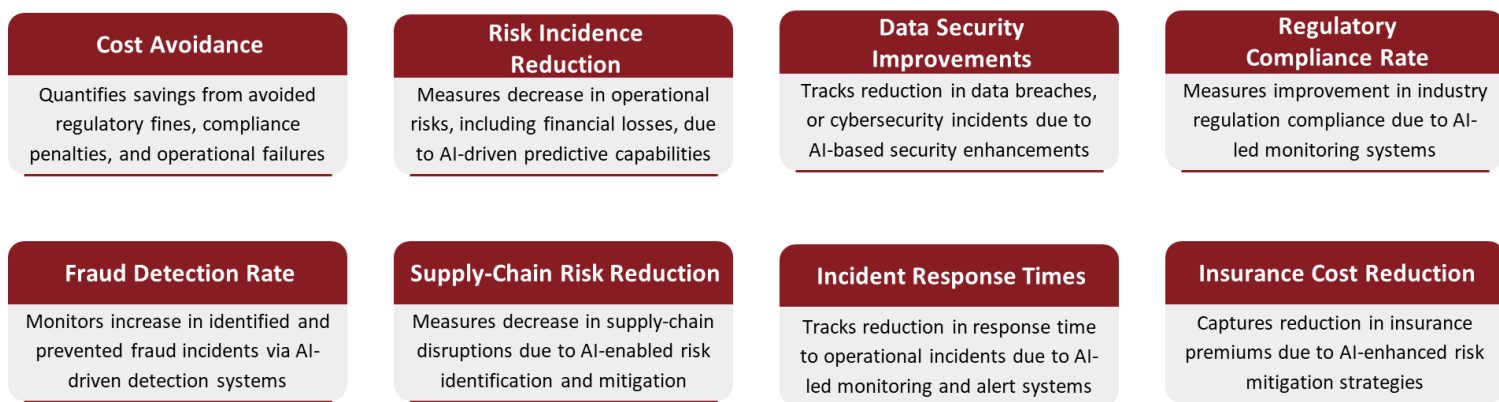 Cost Avoidance
Quantifies savings from avoided
regulatory fines, compliance
penalties, and operational failures
Risk Incidence
Reduction
Measures decrease in operational
risks, including financial losses, due
to AI-driven predictive capabilities
Data Security
Improvements
Tracks reduction in data breaches,
or cybersecurity incidents due to
AI-based security enhancements
Regulatory
Compliance Rate
Measures improvement in industry
regulation compliance due to AI-
led monitoring systems
Fraud Detection Rate
Monitors increase in identified and
prevented fraud incidents via AI-
driven detection systems
Supply-Chain Risk Reduction
Measures decrease in supply-chain
disruptions due to AI-enabled risk
identification and mitigation
Incident Response Times
Tracks reduction in response time
to operational incidents due to AI-
led monitoring and alert systems
Insurance Cost Reduction
Captures reduction in insurance
premiums due to AI-enhanced risk
mitigation strategies